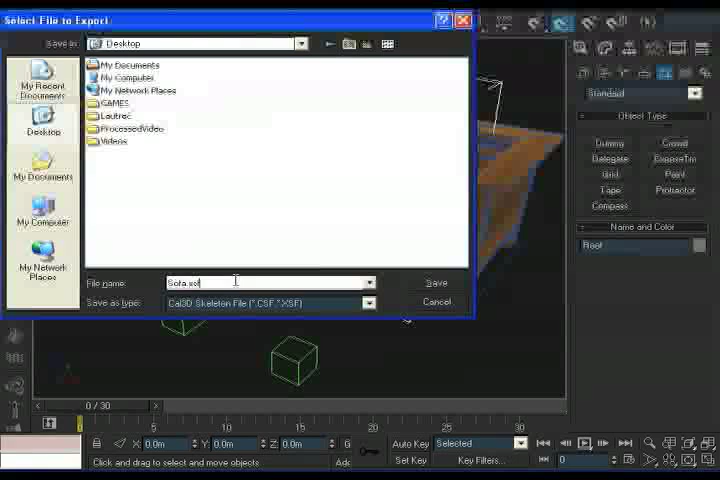 Select File to Export
Save in:
Desktop
My Recent
Documents
Desktop
My Documents
My Computer
My Network
Places
My Documents
My Computer
My Network Places
GAMES
Lautrec
ProcessedVideo
Videos
File name:
Sofa.xsf
Save
Save as type:
Cal3D Skeleton File (*.CSF,*.XSF)
Cancel
Standard
Object Type
Dummy
Crowd
Delegate
ExposeTm
Grid
Point
Tape
Protractor
Compass
Name and Color
Root
0 / 30
5
10
15
20
25
30
X: 0.0m
Y: 0.0m
Z: 0.0m
G
Auto Key
Selected
Click and drag to select and move objects
Adc
Set Key
Key Filters...
0